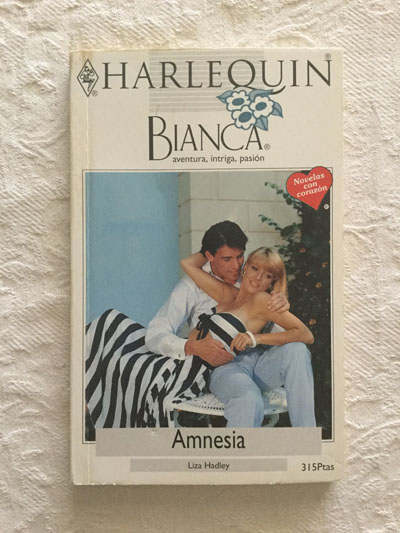 HARLEQUIN®
BIANCA®
aventura, intriga, pasión
Novelas
con
corazón
Amnesia
Liza Hadley
315Ptas